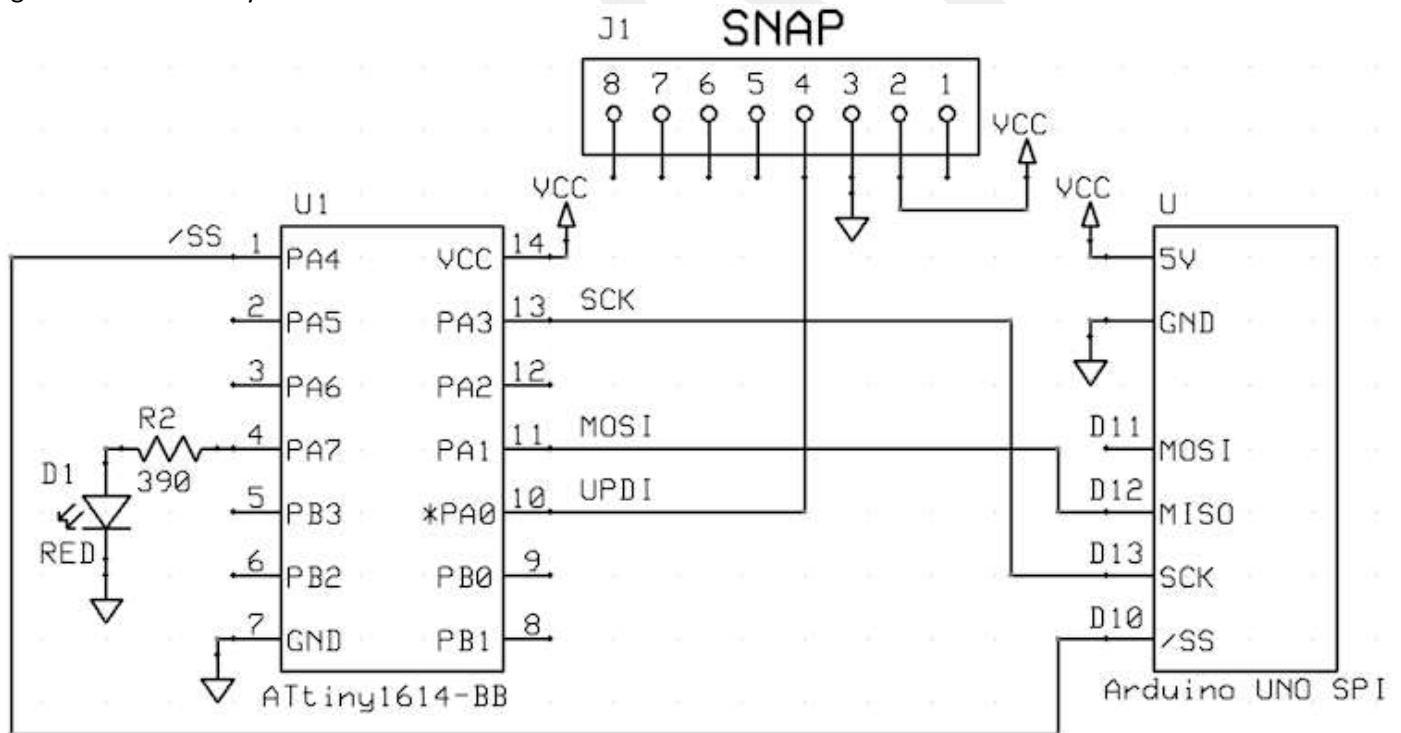 J1 SNAP
8 7 6 5 4 3 2 1
VCC
VCC
VCC
U1
U
/SS 1 PA4 VCC 14
5V
2 PA5 PA3 13 SCK
GND
3 PA6 PA2 12
R2
390
4 PA7 PA1 11 MOSI
D11 MOSI
D1
RED
5 PB3 *PA0 10 UPDI
D12 MISO
6 PB2 PB0 9
D13 SCK
7 GND PB1 8
D10 /SS
ATtiny1614-BB
Arduino UNO SPI